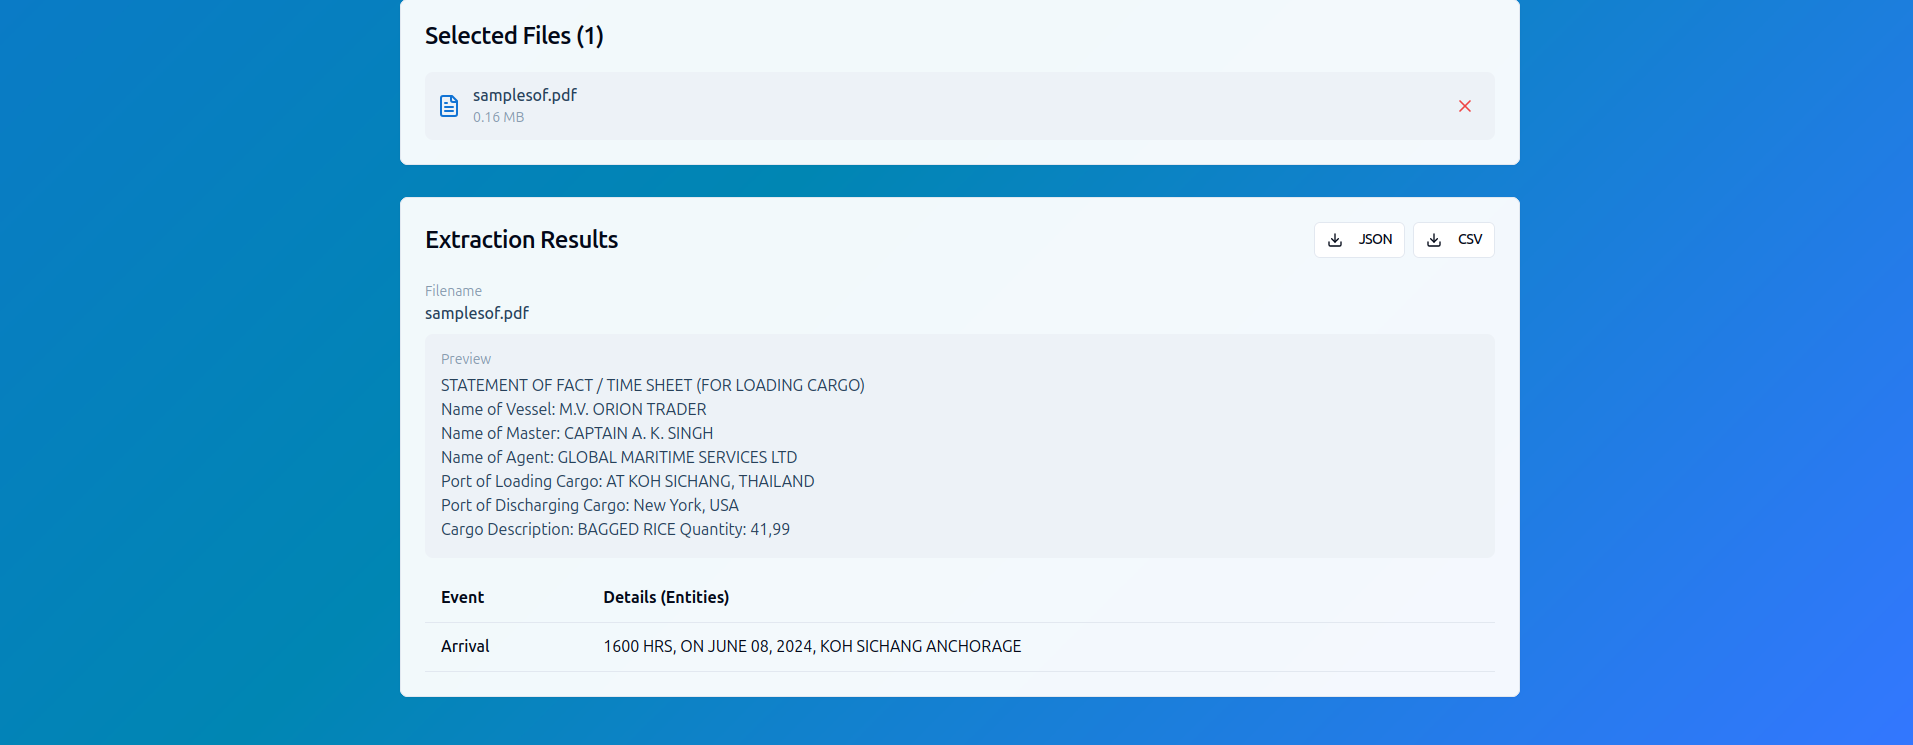 Selected Files (1)
samplesof.pdf
0.16 MB
Extraction Results
JSON
CSV
Filename
samplesof.pdf
Preview
STATEMENT OF FACT / TIME SHEET (FOR LOADING CARGO)
Name of Vessel: M.V. ORION TRADER
Name of Master: CAPTAIN A. K. SINGH
Name of Agent: GLOBAL MARITIME SERVICES LTD
Port of Loading Cargo: AT KOH SICHANG, THAILAND
Port of Discharging Cargo: New York, USA
Cargo Description: BAGGED RICE Quantity: 41,99
Event Details (Entities)
Arrival 1600 HRS, ON JUNE 08, 2024, KOH SICHANG ANCHORAGE